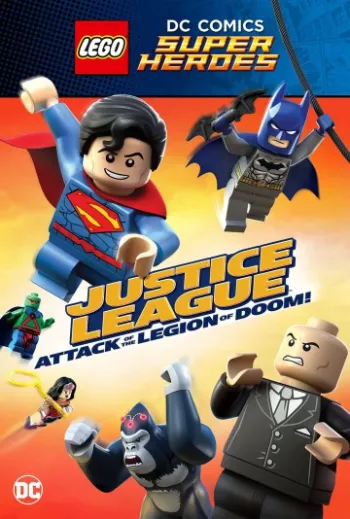 LEGO
DC COMICS
SUPER
HEROES
JUSTICE
LEAGUE
ATTACK OF THE LEGION OF DOOM!
DC